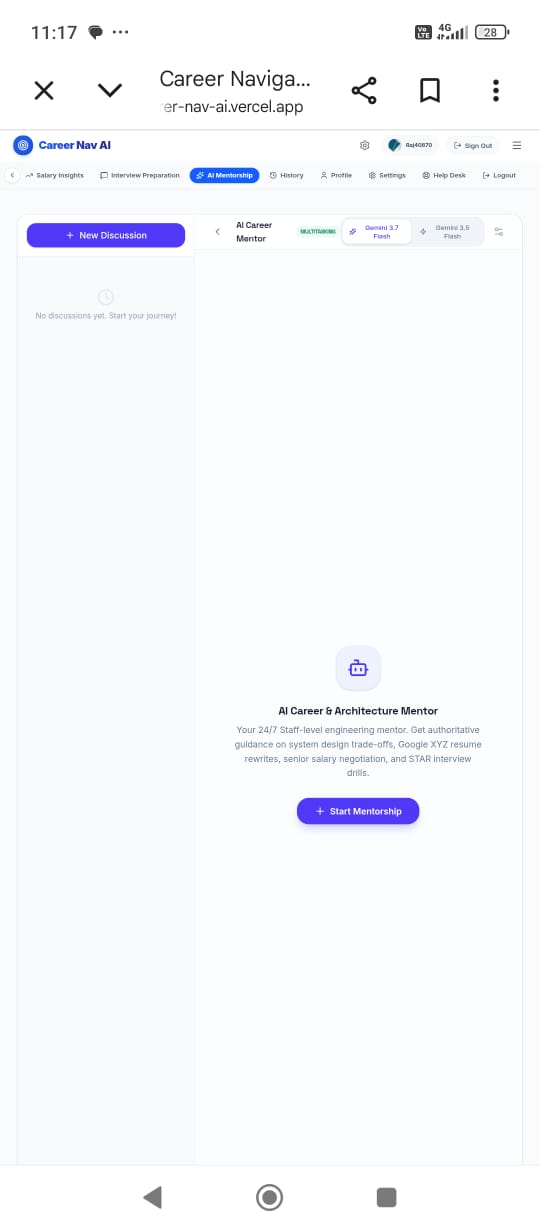 11:17
Vo LTE
4G
28
Career Naviga...
er-nav-ai.vercel.app
Career Nav AI
Raj40870
Sign Out
Salary Insights
Interview Preparation
AI Mentorship
History
Profile
Settings
Help Desk
Logout
+ New Discussion
AI Career
Mentor
MULTITASKING
Gemini 3.7
Flash
Gemini 3.5
Flash
No discussions yet. Start your journey!
AI Career & Architecture Mentor
Your 24/7 Staff-level engineering mentor. Get authoritative
guidance on system design trade-offs, Google XYZ resume
rewrites, senior salary negotiation, and STAR interview
drills.
+ Start Mentorship